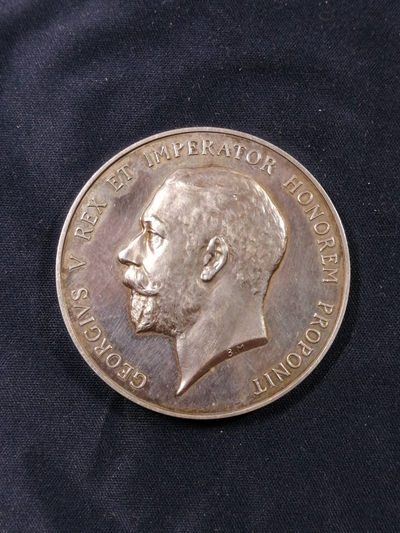 GEORGIVS V REX ET IMPERATOR HONOREM PROPONIT
B.M